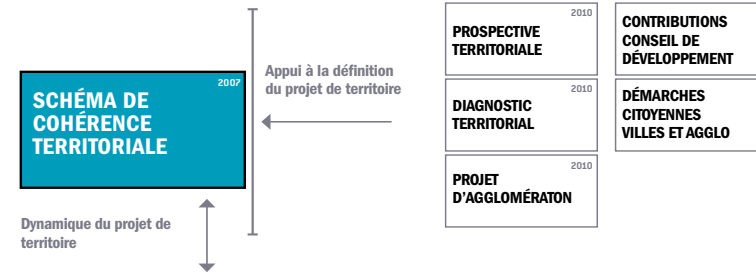 2007
SCHÉMA DE
COHÉRENCE
TERRITORIALE
Dynamique du projet de
territoire
Appui à la définition
du projet de territoire
2010
PROSPECTIVE
TERRITORIALE
2010
DIAGNOSTIC
TERRITORIAL
2010
PROJET
D'AGGLOMÉRATON
CONTRIBUTIONS
CONSEIL DE
DÉVELOPPEMENT
DÉMARCHES
CITOYENNES
VILLES ET AGGLO